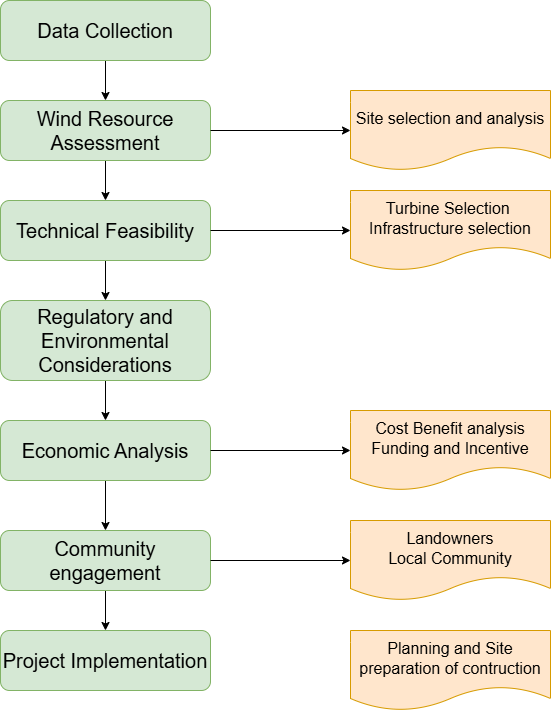 Data Collection
Wind Resource
Assessment
Site selection and analysis
Technical Feasibility
Turbine Selection
Infrastructure selection
Regulatory and
Environmental
Considerations
Economic Analysis
Cost Benefit analysis
Funding and Incentive
Community
engagement
Landowners
Local Community
Project Implementation
Planning and Site
preparation of contruction